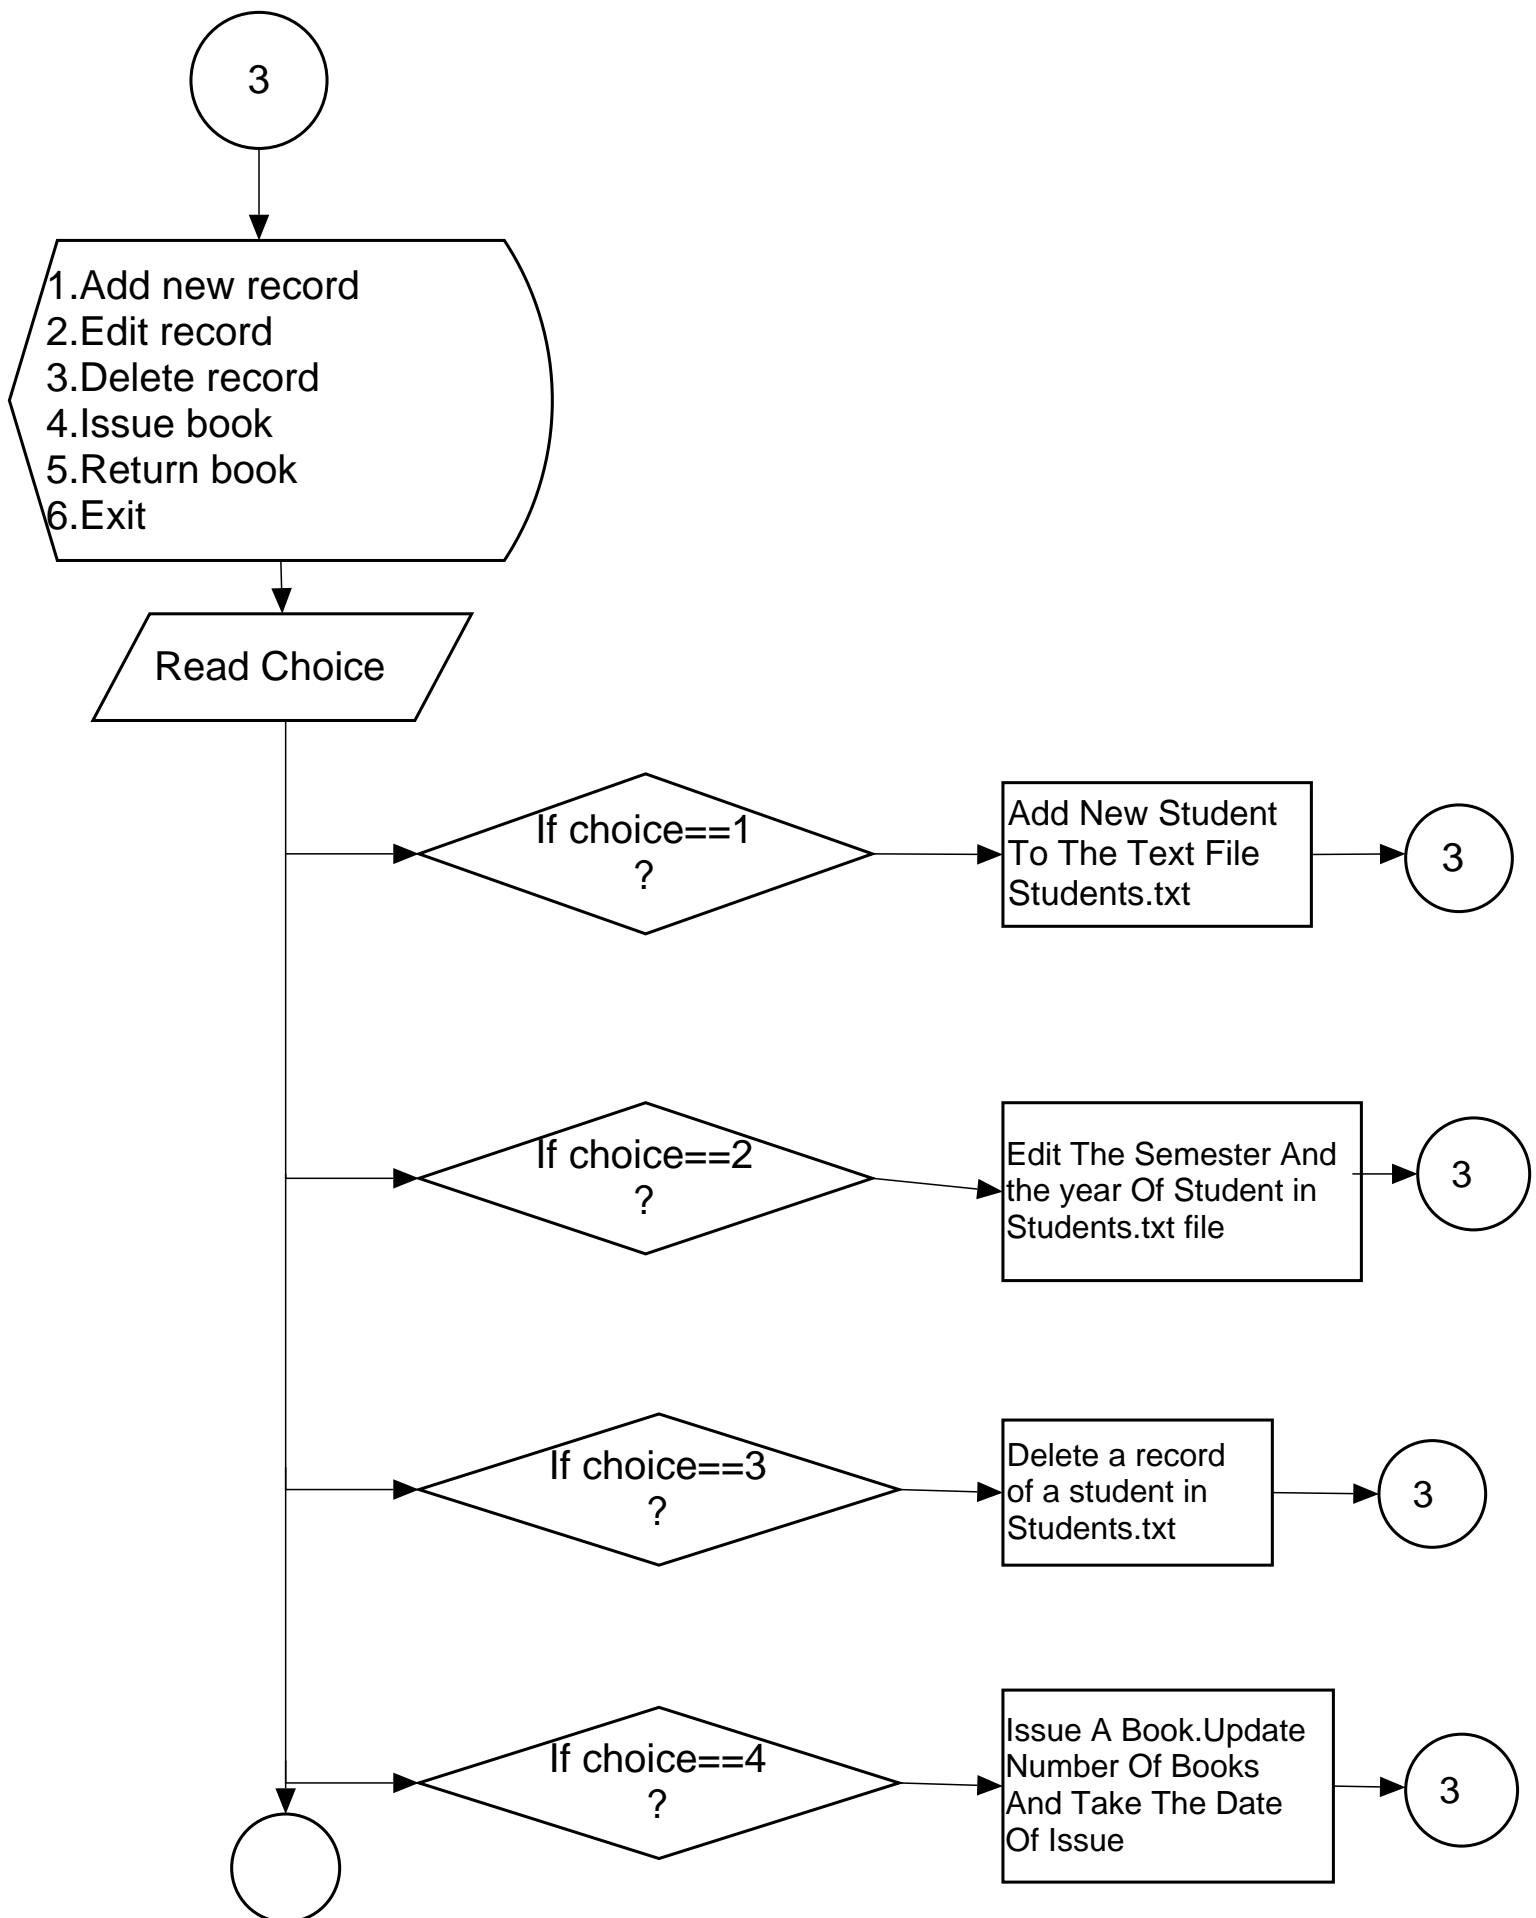 3
1.Add new record
2.Edit record
3.Delete record
4.Issue book
5.Return book
6.Exit
Read Choice
If choice==1
?
Add New Student
To The Text File
Students.txt
3
If choice==2
?
Edit The Semester And
the year Of Student in
Students.txt file
3
If choice==3
?
Delete a record
of a student in
Students.txt
3
If choice==4
?
Issue A Book.Update
Number Of Books
And Take The Date
Of Issue
3